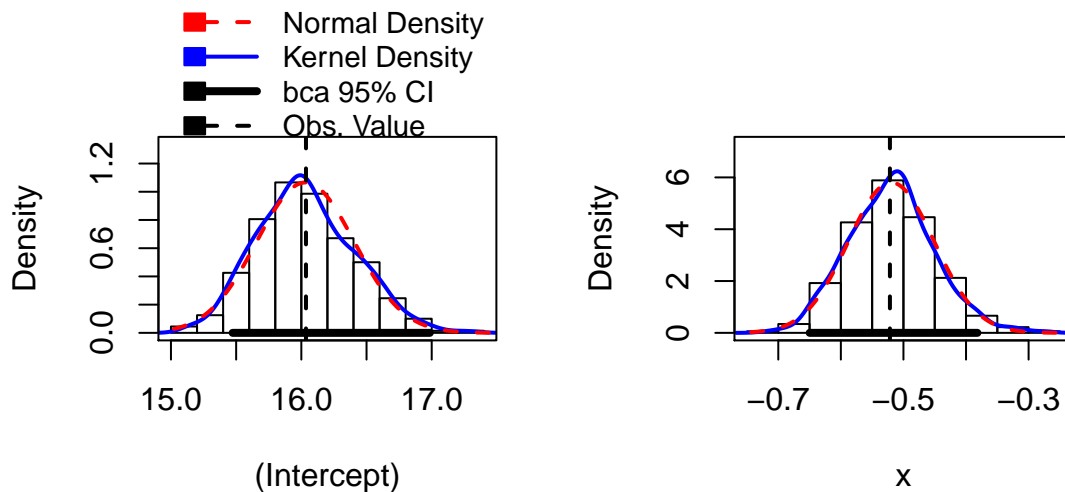 Normal Density
Kernel Density
bca 95% CI
Obs. Value
Density
0.0
0.6
1.2
15.0
16.0
17.0
(Intercept)
Density
0
2
4
6
−0.7
−0.5
−0.3
x